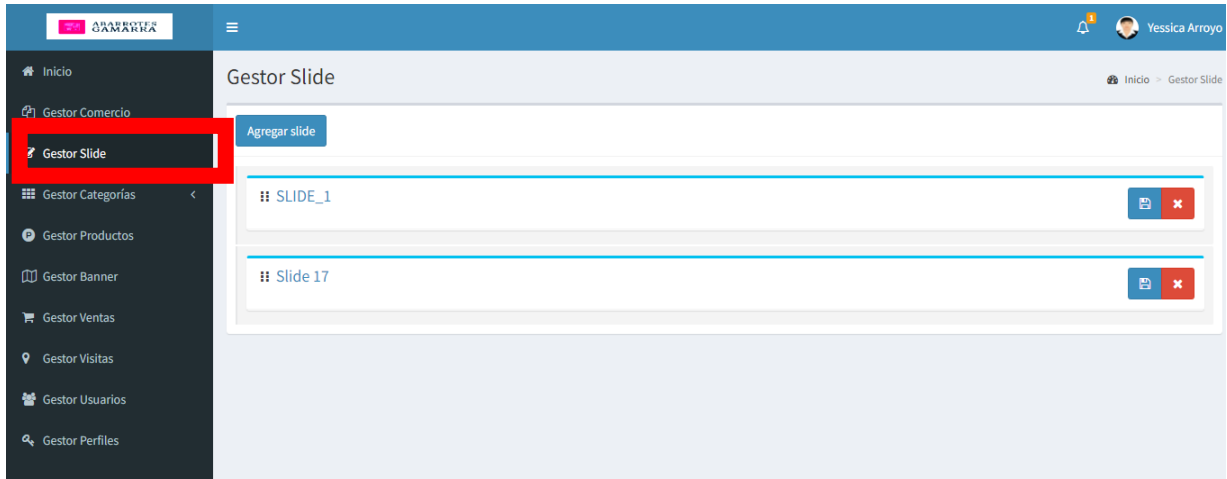 ABARROTES
GAMARRA
1
Yessica Arroyo
Inicio
Gestor Comercio
Gestor Slide
Gestor Categorías
Gestor Productos
Gestor Banner
Gestor Ventas
Gestor Visitas
Gestor Usuarios
Gestor Perfiles
Gestor Slide
Inicio > Gestor Slide
Agregar slide
SLIDE_1
Slide 17